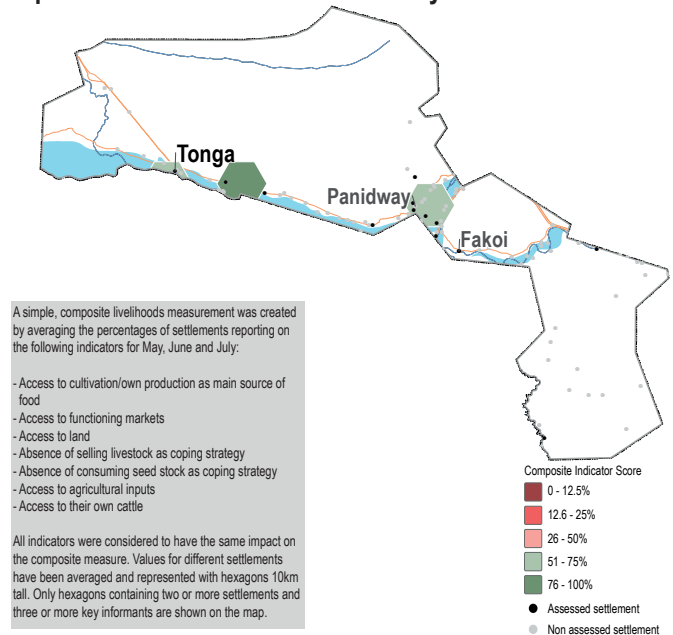 Tonga
Panidway
Fakoi
A simple, composite livelihoods measurement was created
by averaging the percentages of settlements reporting on
the following indicators for May, June and July:
- Access to cultivation/own production as main source of
food
- Access to functioning markets
- Access to land
- Absence of selling livestock as coping strategy
- Absence of consuming seed stock as coping strategy
- Access to agricultural inputs
- Access to their own cattle
All indicators were considered to have the same impact on
the composite measure. Values for different settlements
have been averaged and represented with hexagons 10km
tall. Only hexagons containing two or more settlements and
three or more key informants are shown on the map.
Composite Indicator Score
0 - 12.5%
12.6 - 25%
26 - 50%
51 - 75%
76 - 100%
Assessed settlement
Non assessed settlement